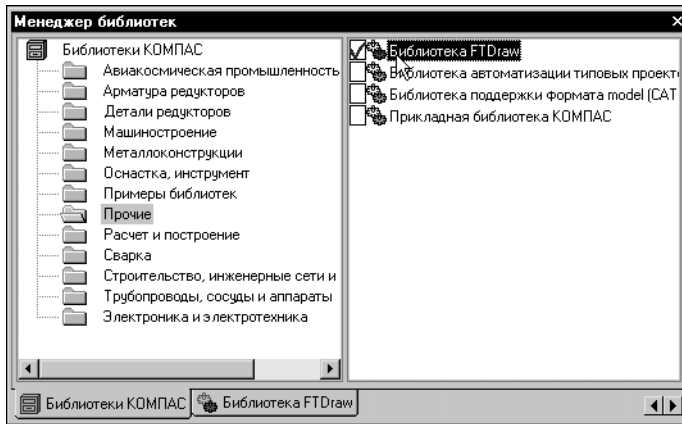 Менеджер библиотек
Библиотеки КОМПАС
Авиакосмическая промышленность
Арматура редукторов
Детали редукторов
Машиностроение
Металлоконструкции
Оснастка, инструмент
Примеры библиотек
Прочие
Расчет и построение
Сварка
Строительство, инженерные сети и
Трубопроводы, сосуды и аппараты
Электроника и электротехника
Библиотека FTDraw
Библиотека автоматизации типовых проект
Библиотека поддержки формата model (CAT
Прикладная библиотека КОМПАС
Библиотеки КОМПАС
Библиотека FTDraw